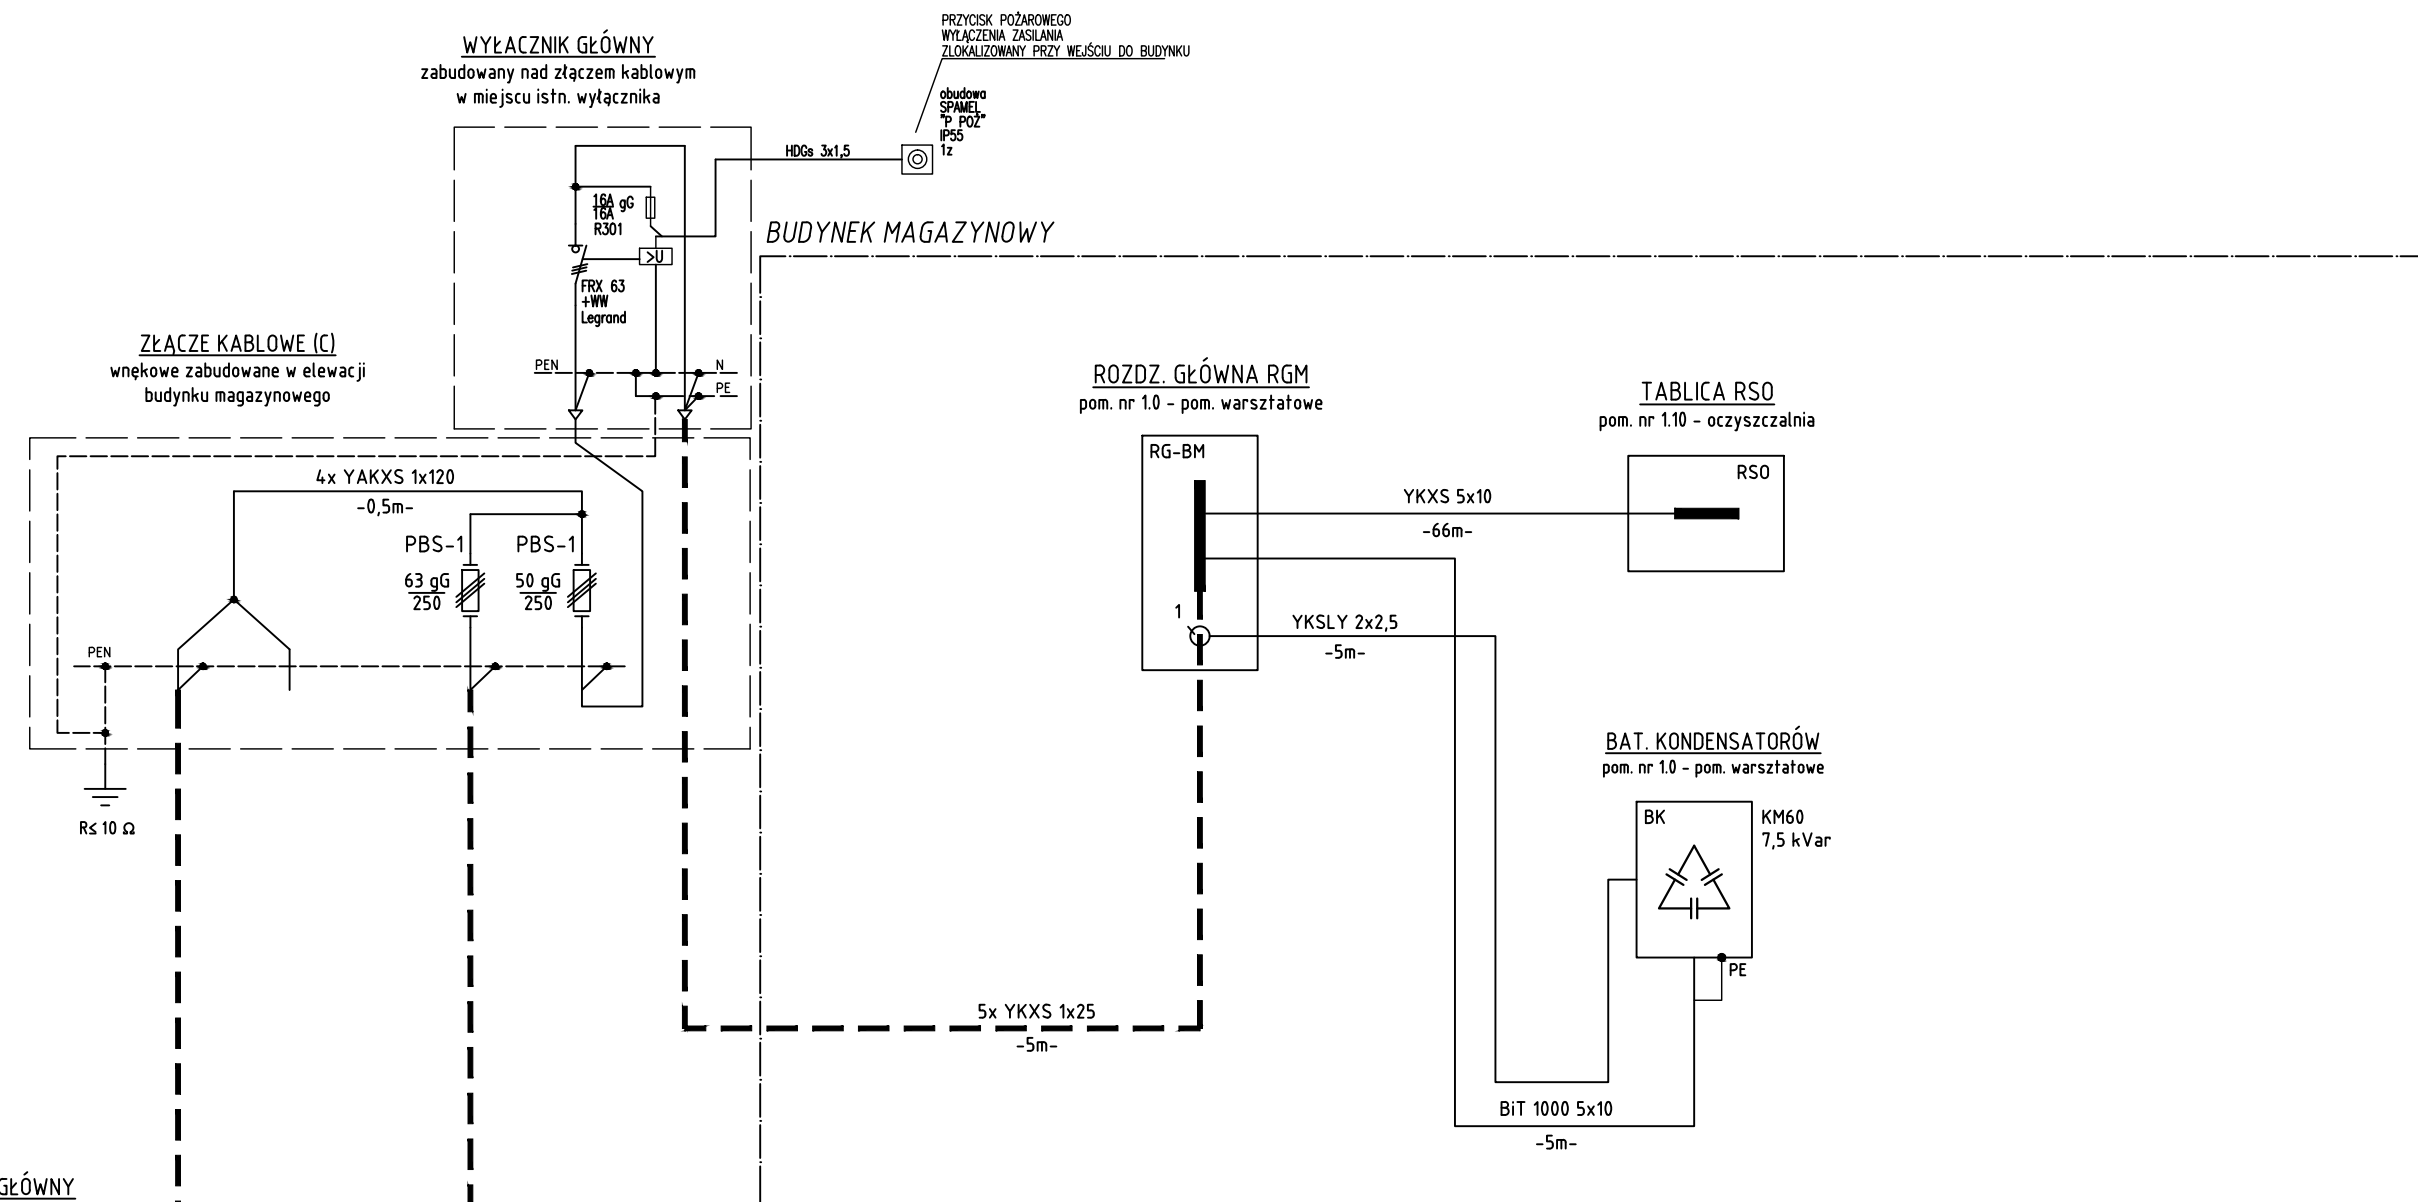 PRZYCISK POŻAROWEGO
WYŁĄCZENIA ZASILANIA
ZLOKALIZOWANY PRZY WEJŚCIU DO BUDYNKU
WYŁACZNIK GŁÓWNY
zabudowany nad złączem kablowym
w miejscu istn. wyłącznika
obudowa
SPAMEL
"P POŻ"
IP55
1z
HDGs 3x1,5
16A gG
16A
R301
>U
FRX 63
+WW
Legrand
PEN
N
PE
BUDYNEK MAGAZYNOWY
ZŁĄCZE KABLOWE (C)
wnękowe zabudowane w elewacji
budynku magazynowego
4x YAKXS 1x120
-0,5m-
PBS-1
PBS-1
63 gG
250
50 gG
250
PEN
R≤ 10 Ω
ROZDZ. GŁÓWNA RGM
pom. nr 1.0 - pom. warsztatowe
RG-BM
1
TABLICA RSO
pom. nr 1.10 - oczyszczalnia
RSO
YKXS 5x10
-66m-
YKSLY 2x2,5
-5m-
BAT. KONDENSATORÓW
pom. nr 1.0 - pom. warsztatowe
BK
KM60
7,5 kVar
PE
5x YKXS 1x25
-5m-
BiT 1000 5x10
-5m-
GŁÓWNY